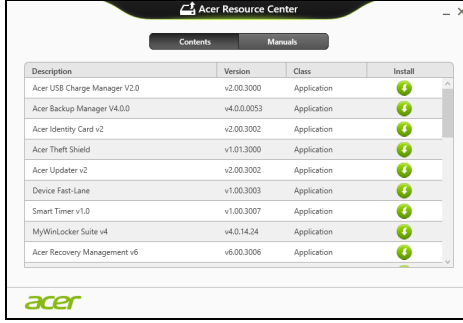 Acer Resource Center
Contents Manuals
Description Version Class Install
Acer USB Charge Manager V2.0 v2.00.3000 Application
Acer Backup Manager V4.0.0 v4.0.0.0053 Application
Acer Identity Card v2 v2.00.3002 Application
Acer Theft Shield v1.01.3000 Application
Acer Updater v2 v2.00.3002 Application
Device Fast-Lane v1.00.3003 Application
Smart Timer v1.0 v1.00.3007 Application
MyWinLocker Suite v4 v4.0.14.24 Application
Acer Recovery Management v6 v6.00.3006 Application
acer